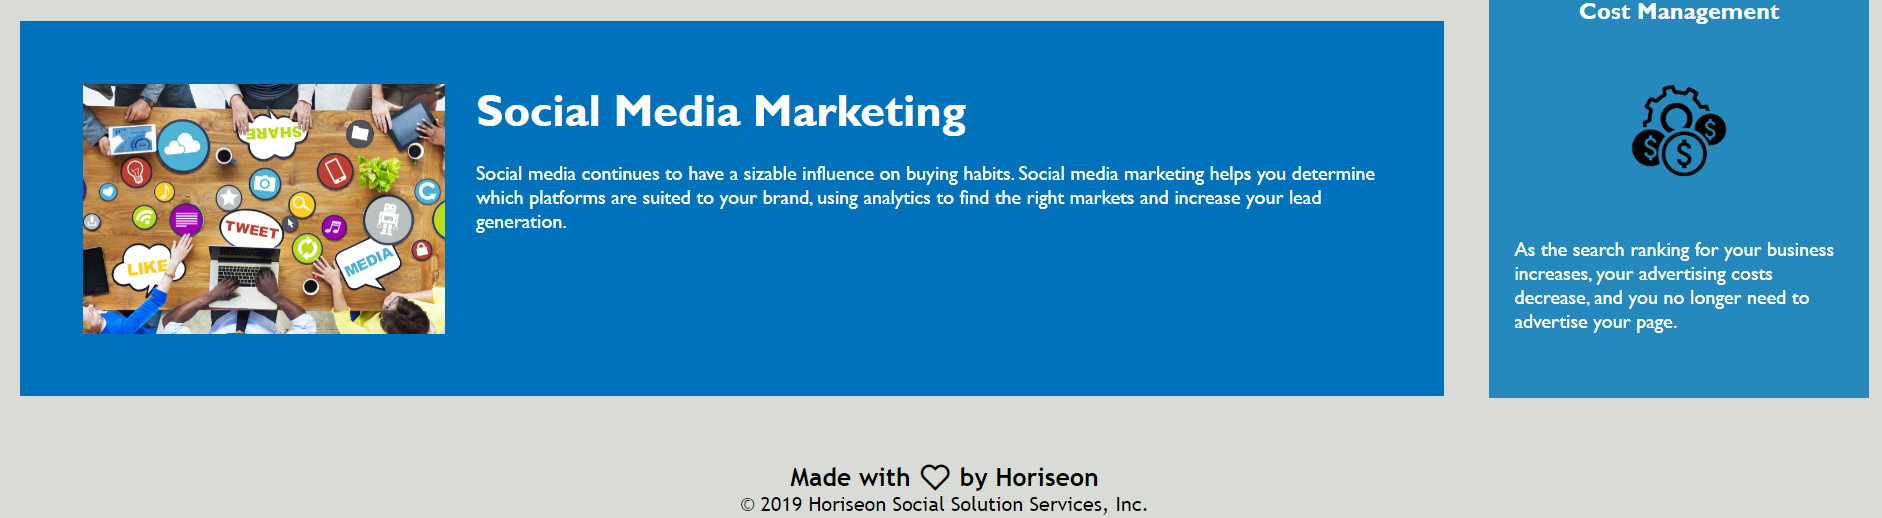 Cost Management
SHARE
TWEET
LIKE
MEDIA
Social Media Marketing
Social media continues to have a sizable influence on buying habits. Social media marketing helps you determine
which platforms are suited to your brand, using analytics to find the right markets and increase your lead
generation.
$
$
$
As the search ranking for your business
increases, your advertising costs
decrease, and you no longer need to
advertise your page.
Made with ♡ by Horiseon
© 2019 Horiseon Social Solution Services, Inc.